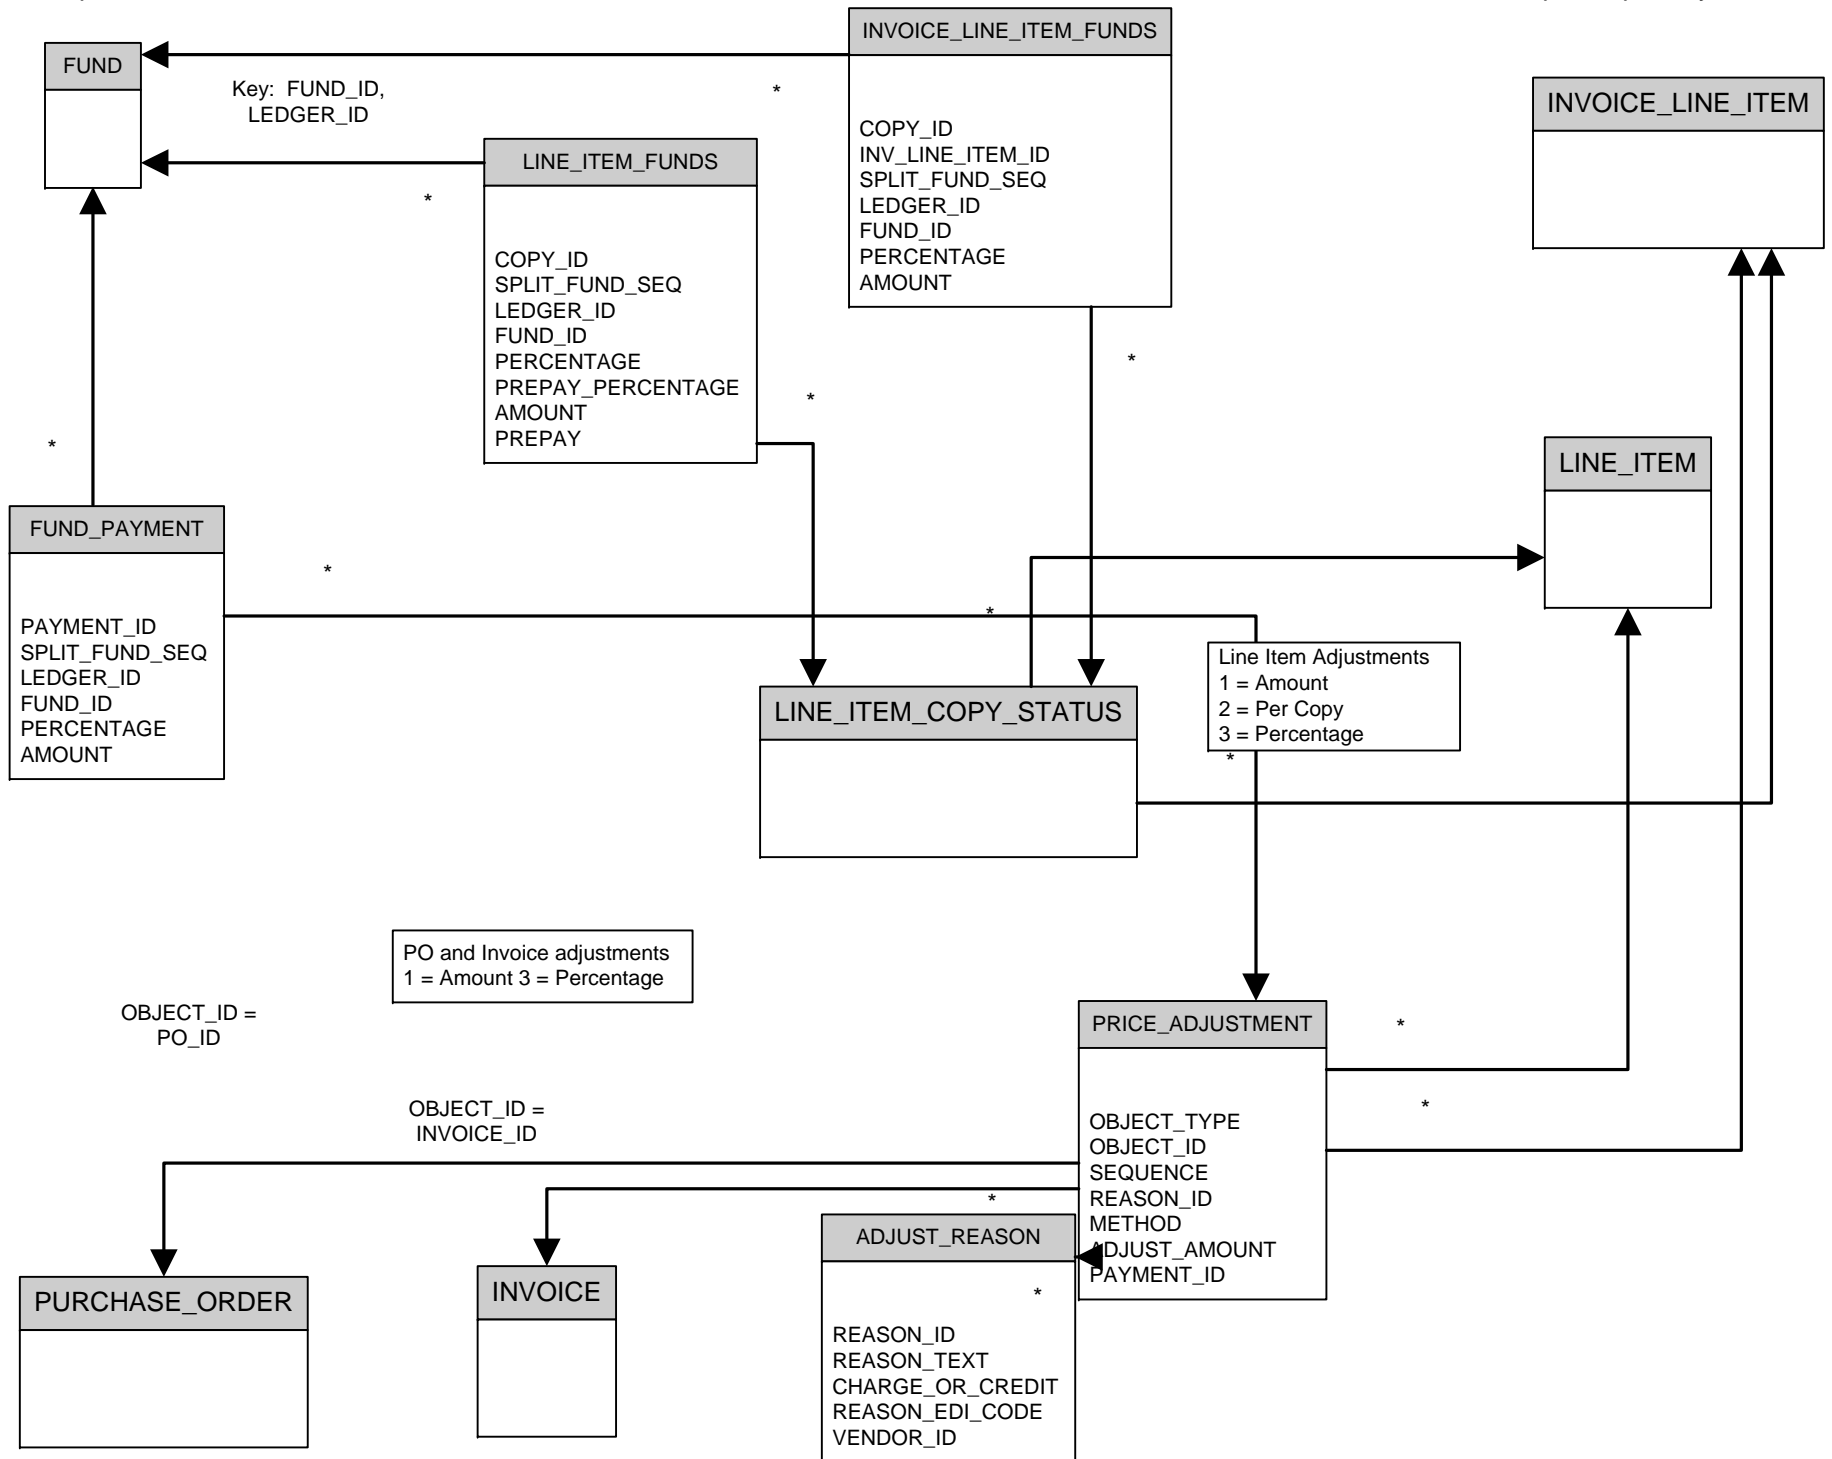 INVOICE_LINE_ITEM_FUNDS
COPY_ID
INV_LINE_ITEM_ID
SPLIT_FUND_SEQ
LEDGER_ID
FUND_ID
PERCENTAGE
AMOUNT
FUND
Key: FUND_ID,
LEDGER_ID
*
INVOICE_LINE_ITEM
LINE_ITEM_FUNDS
COPY_ID
SPLIT_FUND_SEQ
LEDGER_ID
FUND_ID
PERCENTAGE
PREPAY_PERCENTAGE
AMOUNT
PREPAY
*
*
*
*
LINE_ITEM
FUND_PAYMENT
PAYMENT_ID
SPLIT_FUND_SEQ
LEDGER_ID
FUND_ID
PERCENTAGE
AMOUNT
*
*
Line Item Adjustments
1 = Amount
2 = Per Copy
3 = Percentage
*
LINE_ITEM_COPY_STATUS
PO and Invoice adjustments
1 = Amount 3 = Percentage
OBJECT_ID =
PO_ID
OBJECT_ID =
INVOICE_ID
PRICE_ADJUSTMENT
OBJECT_TYPE
OBJECT_ID
SEQUENCE
REASON_ID
METHOD
ADJUST_AMOUNT
PAYMENT_ID
*
*
*
ADJUST_REASON
*
REASON_ID
REASON_TEXT
CHARGE_OR_CREDIT
REASON_EDI_CODE
VENDOR_ID
PURCHASE_ORDER
INVOICE